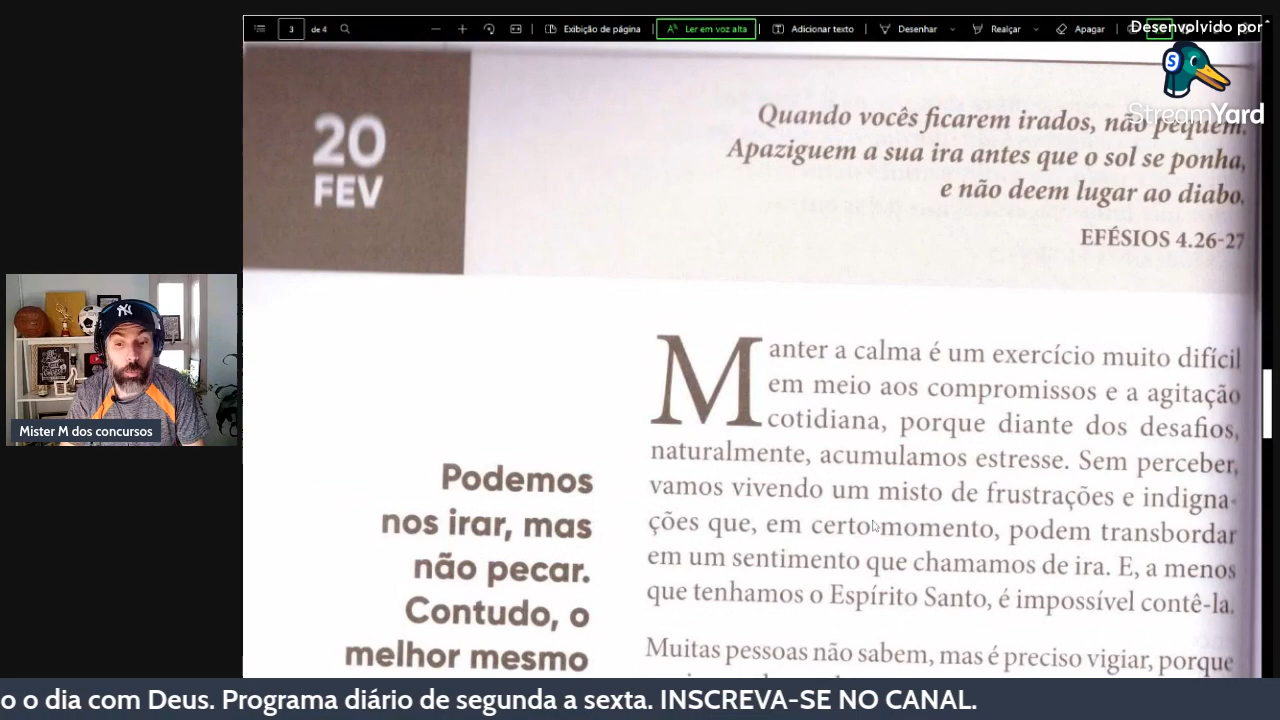 3 de 4
Exibição de página
Ler em voz alta
Adicionar texto
Desenhar
Realçar
Apagar
Desenvolvido por
S
StreamYard
20
FEV
Quando vocês ficarem irados, não pequem.
Apaziguem a sua ira antes que o sol se ponha,
e não deem lugar ao diabo.
EFÉSIOS 4.26-27
NY
Mister M dos concursos
Podemos
nos irar, mas
não pecar.
Contudo, o
melhor mesmo
Manter a calma é um exercício muito difícil
em meio aos compromissos e a agitação
cotidiana, porque diante dos desafios,
naturalmente, acumulamos estresse. Sem perceber,
vamos vivendo um misto de frustrações e indigna-
ções que, em certo momento, podem transbordar
em um sentimento que chamamos de ira. E, a menos
que tenhamos o Espírito Santo, é impossível contê-la.
Muitas pessoas não sabem, mas é preciso vigiar, porque
o o dia com Deus. Programa diário de segunda a sexta. INSCREVA-SE NO CANAL.